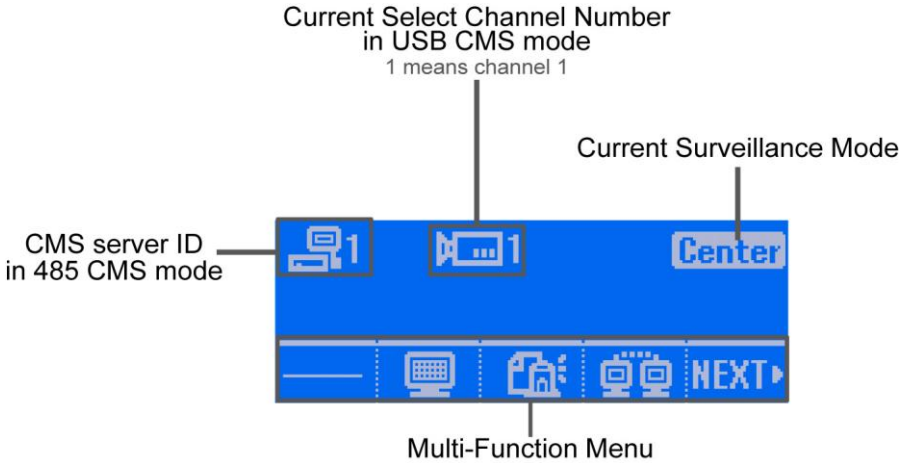 Current Select Channel Number
in USB CMS mode
1 means channel 1
Current Surveillance Mode
CMS server ID
in 485 CMS mode
1
1
Center
NEXT
Multi-Function Menu